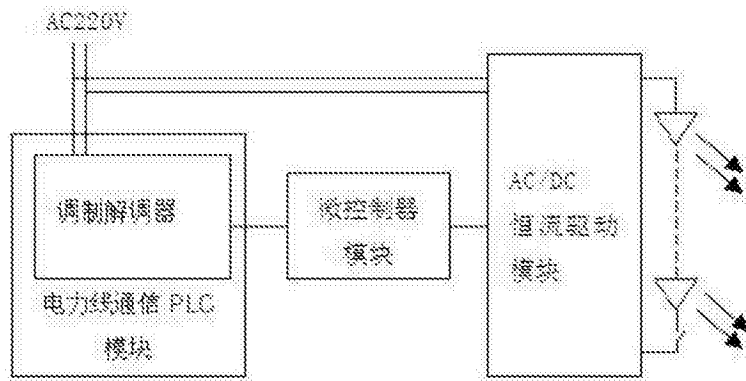 AC220V
调制解调器
电力线通信 PLC
模块
微控制器
模块
AC/DC
恒流驱动
模块